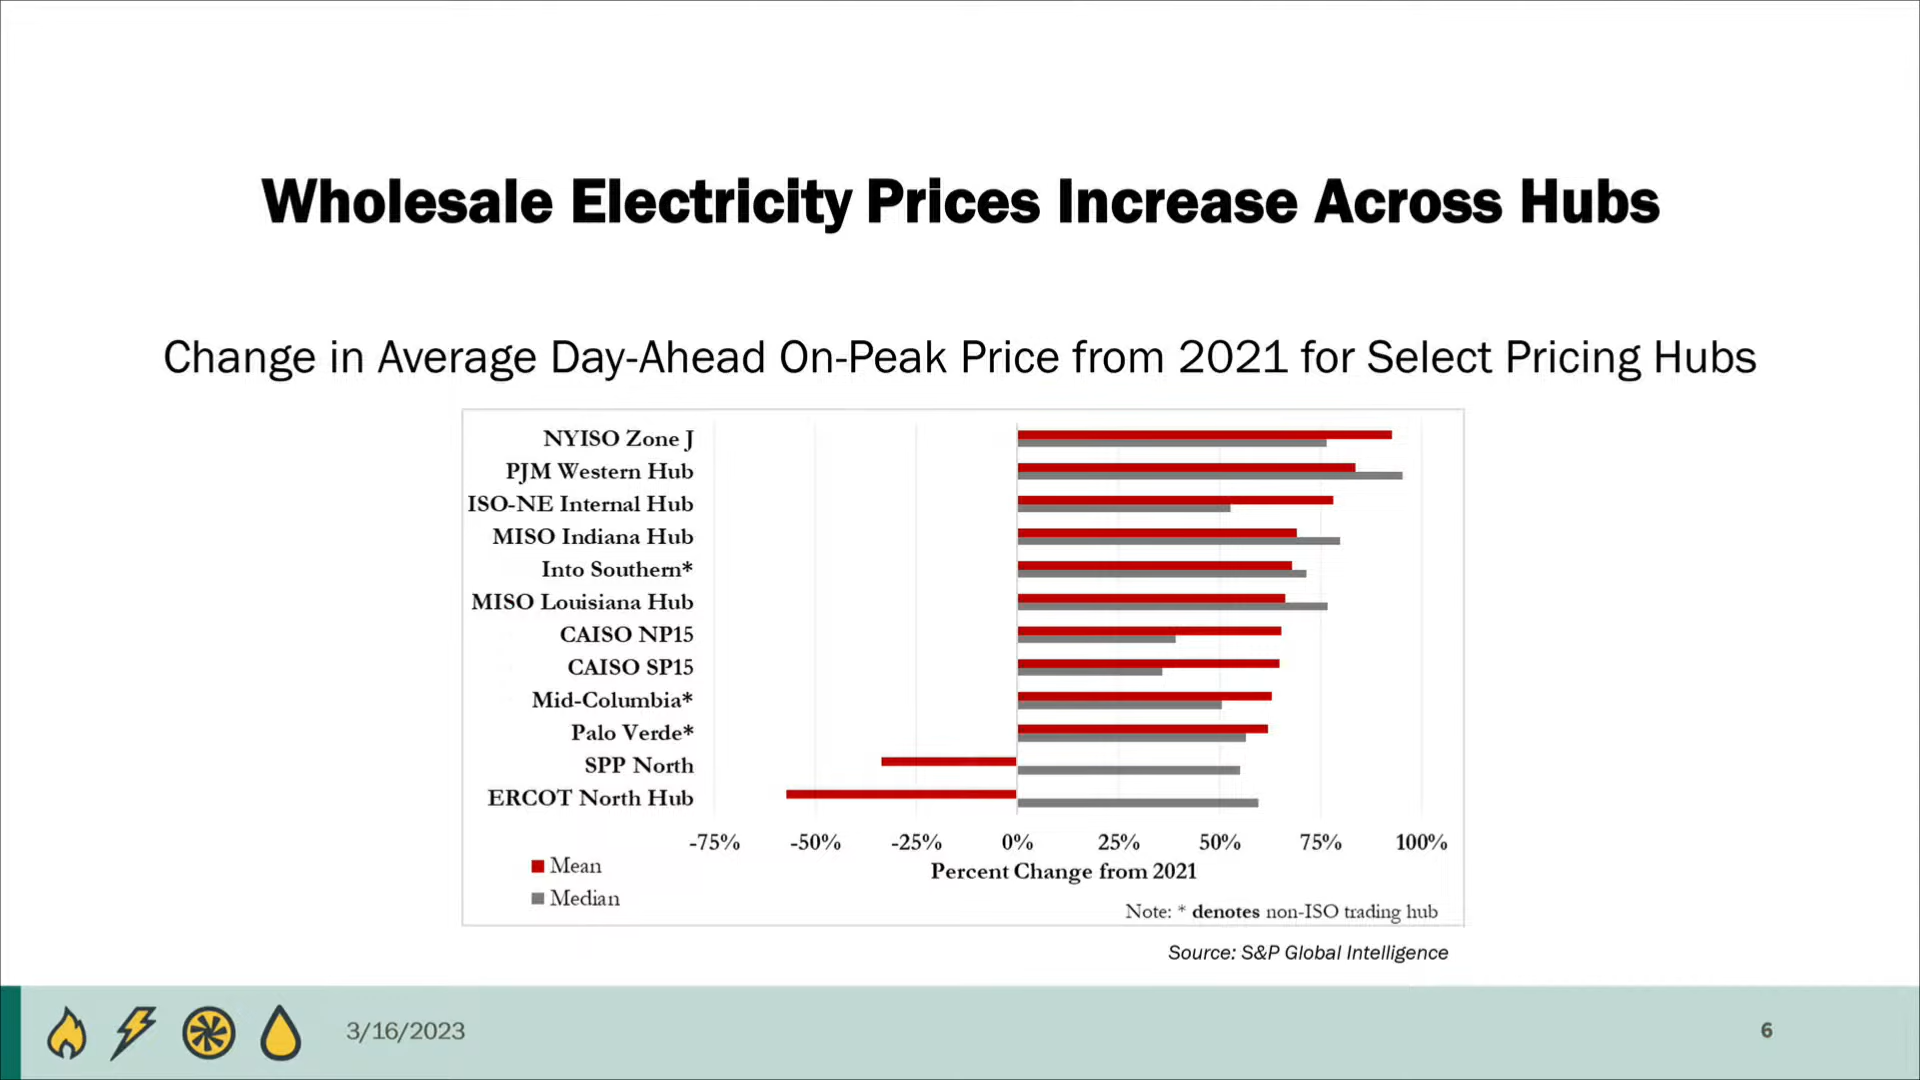 Wholesale Electricity Prices Increase Across Hubs
Change in Average Day-Ahead On-Peak Price from 2021 for Select Pricing Hubs
NYISO Zone J
PJM Western Hub
ISO-NE Internal Hub
MISO Indiana Hub
Into Southern*
MISO Louisiana Hub
CAISO NP15
CAISO SP15
Mid-Columbia*
Palo Verde*
SPP North
ERCOT North Hub
-75% -50% -25% 0% 25% 50% 75% 100%
Mean
Percent Change from 2021
Median
Note: * denotes non-ISO trading hub
Source: S&P Global Intelligence
3/16/2023
6